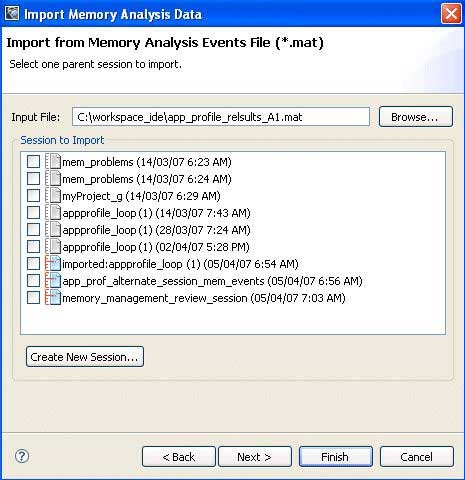 Import Memory Analysis Data
Import from Memory Analysis Events File (*.mat)
Select one parent session to import.
Input File: C:\workspace_ide\app_profile_relsults_A1.mat Browse...
Session to Import
mem_problems (14/03/07 6:23 AM)
mem_problems (14/03/07 6:24 AM)
myProject_g (14/03/07 6:29 AM)
appprofile_loop (1) (14/03/07 7:43 AM)
appprofile_loop (1) (28/03/07 7:24 AM)
appprofile_loop (1) (02/04/07 5:28 PM)
imported:appprofile_loop (1) (05/04/07 6:54 AM)
app_prof_alternate_session_mem_events (05/04/07 6:56 AM)
memory_management_review_session (05/04/07 7:03 AM)
Create New Session...
? < Back Next > Finish Cancel